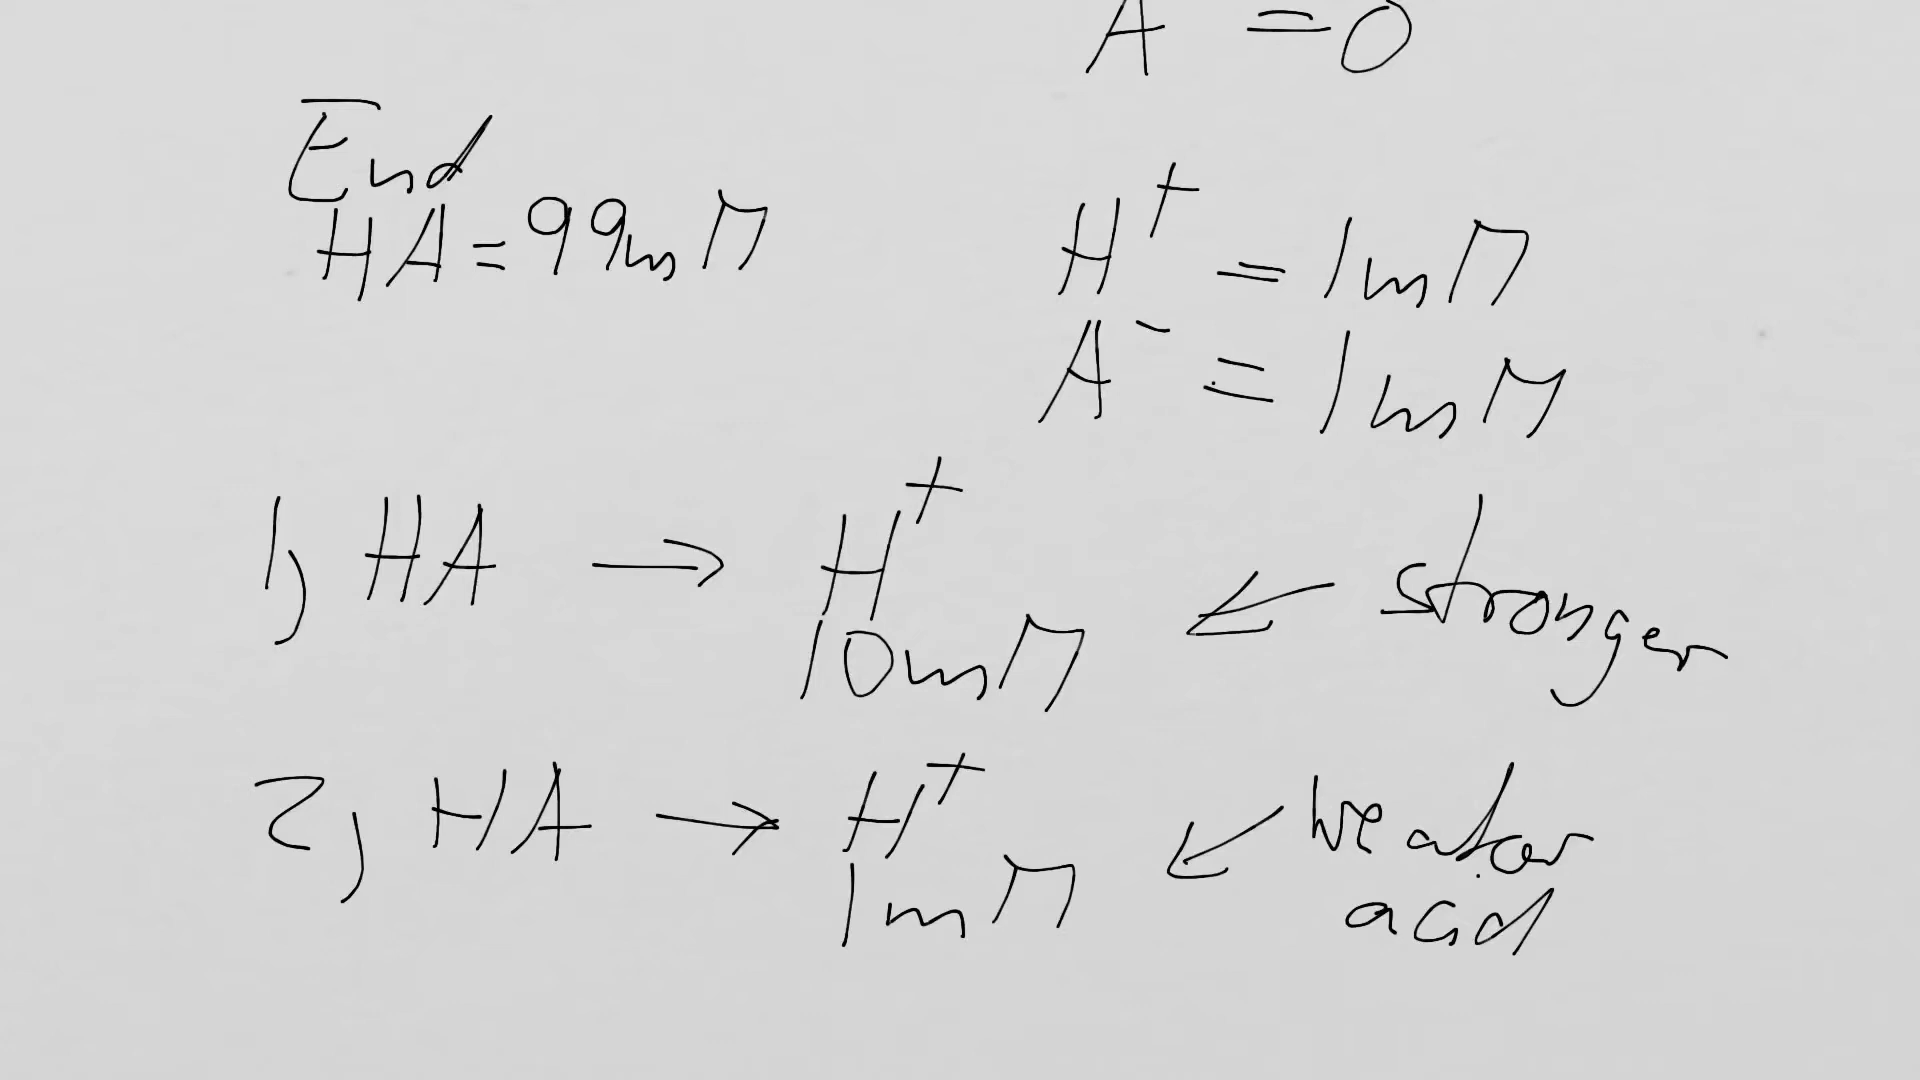 A = 0
End
HA = 99mM
H⁺ = 1mM
A⁻ = 1mM
1) HA → H⁺ ← stronger
10mM
2) HA → H⁺ ← weaker
1mM acid